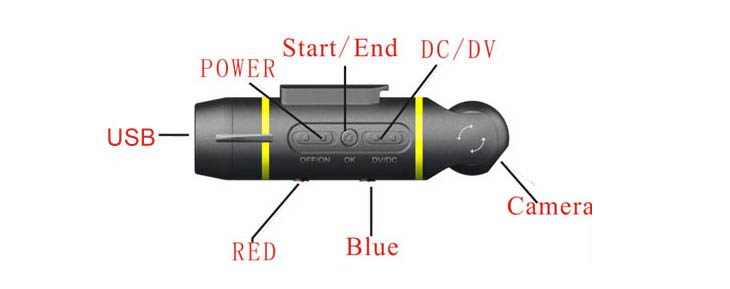 Start/End DC/DV
POWER
USB
OFF/ON OK DV/DC
Camera
RED Blue